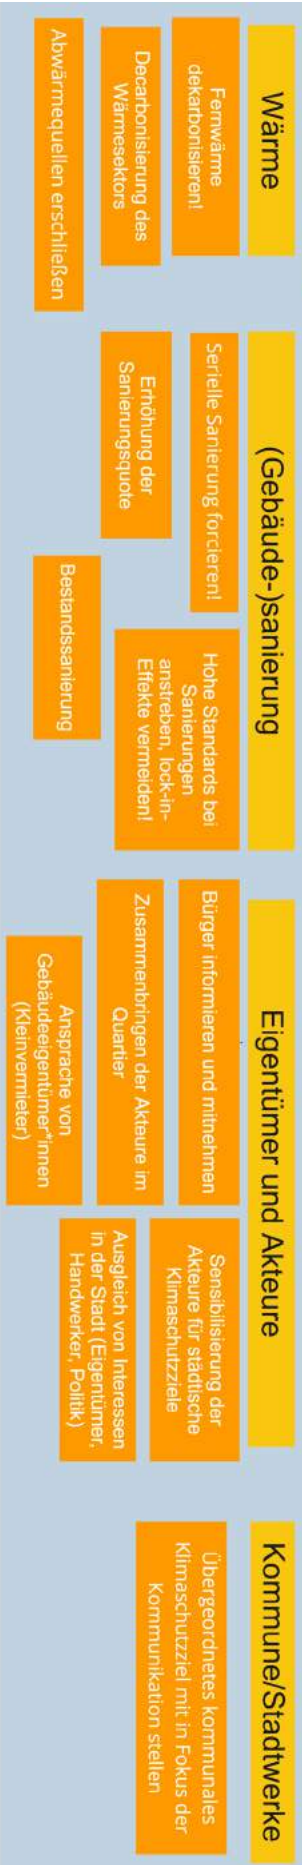 Wärme
Fernwärme
dekarbonisieren!
Decarbonisierung des
Wärmesektors
Abwärmequellen erschließen
(Gebäude-)sanierung
Serielle Sanierung forcieren!
Erhöhung der
Sanierungsquote
Hohe Standards bei
Sanierungen
anstreben, lock-in-
Effekte vermeiden!
Bestandssanierung
Eigentümer und Akteure
Bürger informieren und mitnehmen
Zusammenbringen der Akteure im
Quartier
Ansprache von
Gebäudeeigentümer*innen
(Kleinvermieter)
Sensibilisierung der
Akteure für städtische
Klimaschutzziele
Ausgleich von Interessen
in der Stadt (Eigentümer,
Handwerker, Politik)
Kommune/Stadtwerke
Übergeordnetes kommunales
Klimaschutzziel mit in Fokus der
Kommunikation stellen